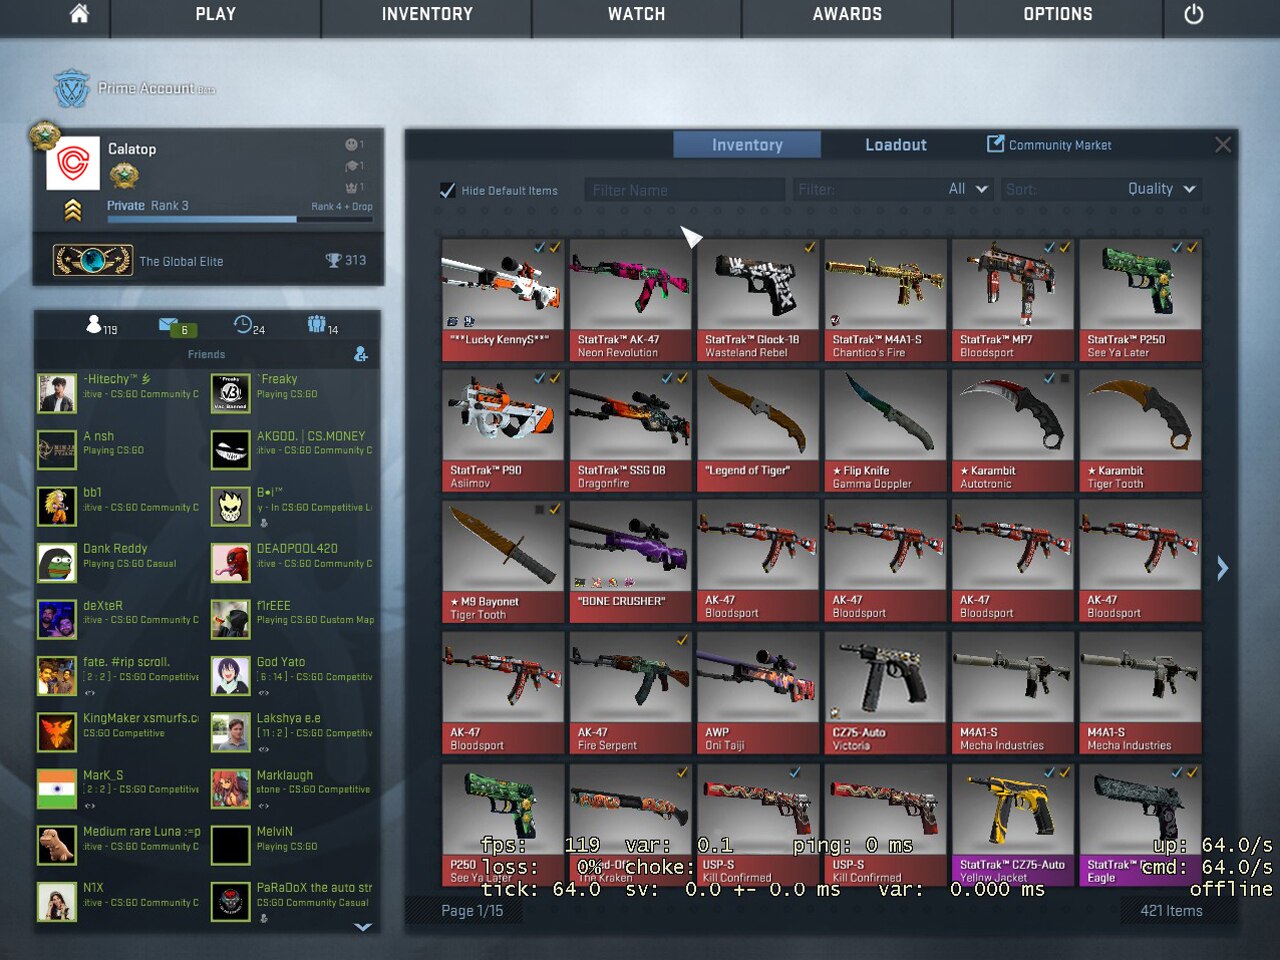 PLAY
INVENTORY
WATCH
AWARDS
OPTIONS
Prime Account Beta
Calatop
1
1
1
Private Rank 3
Rank 4 + Drop
The Global Elite
313
119
6
24
14
Friends
-Hitechy™
itive - CS:GO Community C
`Freaky
Playing CS:GO
A nsh
Playing CS:GO
AKGOD. | CS.MONEY
itive - CS:GO Community C
bb1
itive - CS:GO Community C
B●i™
y - In CS:GO Competitive L
Dank Reddy
Playing CS:GO Casual
DEADPOOL420
itive - CS:GO Community C
deXteR
itive - CS:GO Community C
f1rEEE
Playing CS:GO Custom Map
fate. #rip scroll.
[ 2 : 2 ] - CS:GO Competitive
God Yato
[ 6 : 14 ] - CS:GO Competitiv
KingMaker xsmurfs.c
CS:GO Competitive
Lakshya e.e
[ 11 : 2 ] - CS:GO Competitiv
MarK_S
[ 2 : 2 ] - CS:GO Competitive
Marklaugh
stone - CS:GO Competitive
Medium rare Luna :=p
itive - CS:GO Community C
MelviN
Playing CS:GO
N1X
itive - CS:GO Community C
PaRaDoX the auto str
CS:GO Community Casual
Inventory
Loadout
Community Market
Hide Default Items
Filter Name
Filter:
All
Sort:
Quality
"**Lucky KennyS**"
StatTrak™ AK-47
Neon Revolution
StatTrak™ Glock-18
Wasteland Rebel
StatTrak™ M4A1-S
Chantico's Fire
StatTrak™ MP7
Bloodsport
StatTrak™ P250
See Ya Later
StatTrak™ P90
Asiimov
StatTrak™ SSG 08
Dragonfire
"Legend of Tiger"
★ Flip Knife
Gamma Doppler
★ Karambit
Autotronic
★ Karambit
Tiger Tooth
★ M9 Bayonet
Tiger Tooth
"BONE CRUSHER"
AK-47
Bloodsport
AK-47
Bloodsport
AK-47
Bloodsport
AK-47
Bloodsport
AK-47
Bloodsport
AK-47
Fire Serpent
AWP
Oni Taiji
CZ75-Auto
Victoria
M4A1-S
Mecha Industries
M4A1-S
Mecha Industries
P250
See Ya Later
The Kraken
USP-S
Kill Confirmed
USP-S
Kill Confirmed
StatTrak™ CZ75-Auto
Yellow Jacket
StatTrak™
Eagle
fps: 119 var: 0.1 ping: 0 ms
up: 64.0/s
loss: 0% choke:
cmd: 64.0/s
tick: 64.0 sv: 0.0 +- 0.0 ms var: 0.000 ms
offline
Page 1/15
421 Items